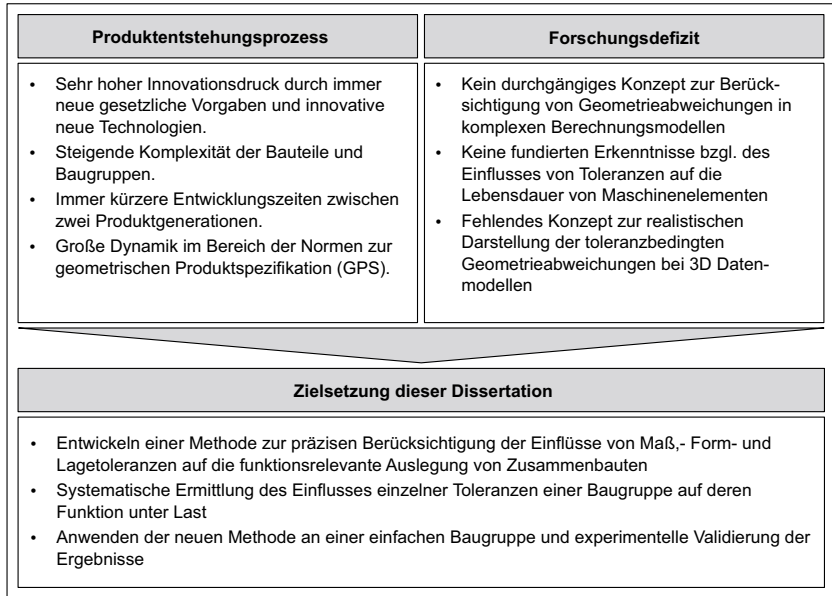 Produktentstehungsprozess
• Sehr hoher Innovationsdruck durch immer
neue gesetzliche Vorgaben und innovative
neue Technologien.
• Steigende Komplexität der Bauteile und
Baugruppen.
• Immer kürzere Entwicklungszeiten zwischen
zwei Produktgenerationen.
• Große Dynamik im Bereich der Normen zur
geometrischen Produktspezifikation (GPS).
Forschungsdefizit
• Kein durchgängiges Konzept zur Berück-
sichtigung von Geometrieabweichungen in
komplexen Berechnungsmodellen
• Keine fundierten Erkenntnisse bzgl. des
Einflusses von Toleranzen auf die
Lebensdauer von Maschinenelementen
• Fehlendes Konzept zur realistischen
Darstellung der toleranzbedingten
Geometrieabweichungen bei 3D Daten-
modellen
Zielsetzung dieser Dissertation
• Entwickeln einer Methode zur präzisen Berücksichtigung der Einflüsse von Maß,- Form- und
Lagetoleranzen auf die funktionsrelevante Auslegung von Zusammenbauten
• Systematische Ermittlung des Einflusses einzelner Toleranzen einer Baugruppe auf deren
Funktion unter Last
• Anwenden der neuen Methode an einer einfachen Baugruppe und experimentelle Validierung der
Ergebnisse